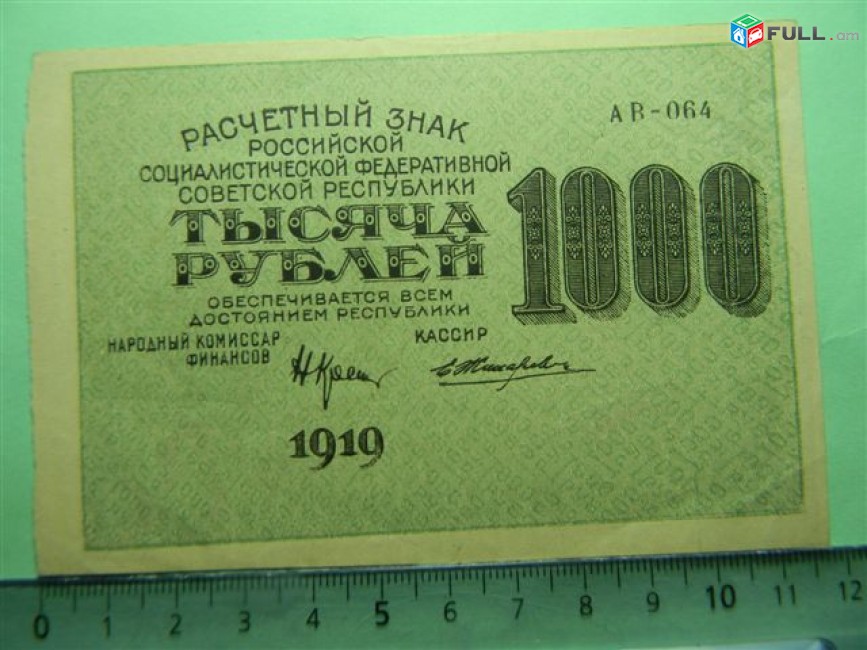 FULL.am
АВ-064
РАСЧЕТНЫЙ ЗНАК
РОССИЙСКОЙ
СОЦИАЛИСТИЧЕСКОЙ ФЕДЕРАТИВНОЙ
СОВЕТСКОЙ РЕСПУБЛИКИ
ТЫСЯЧА
РУБЛЕЙ
1000
ОБЕСПЕЧИВАЕТСЯ ВСЕМ
ДОСТОЯНИЕМ РЕСПУБЛИКИ
НАРОДНЫЙ КОМИССАР
ФИНАНСОВ
КАССИР
1919
0 1 2 3 4 5 6 7 8 9 10 11 12